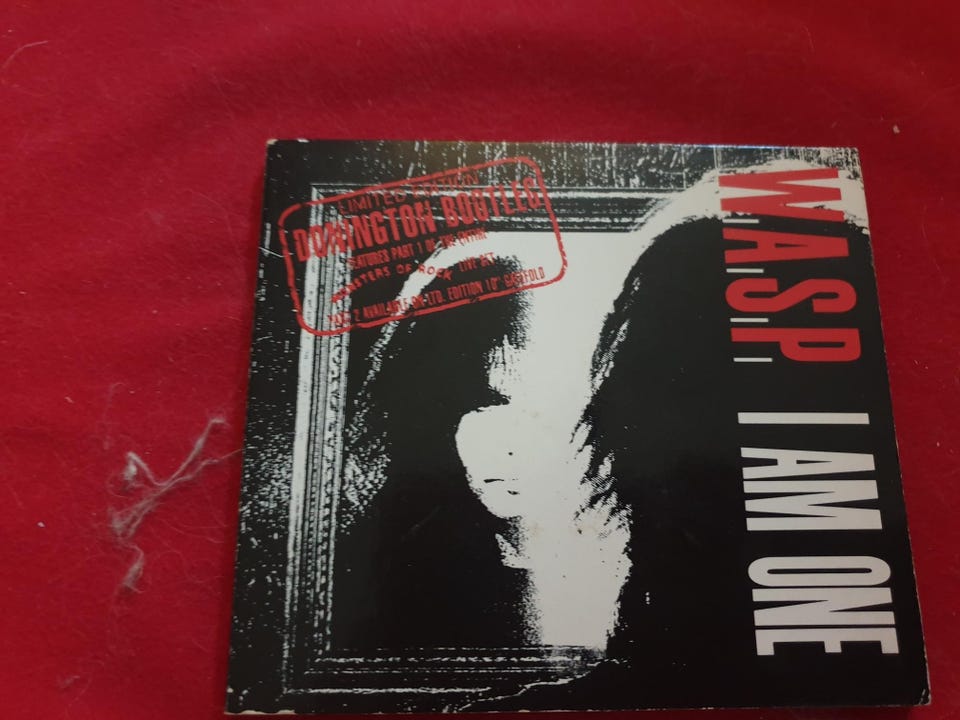 LIMITED EDITION
DONINGTON BOOTLEG
FEATURES PART 1 OF THE ENTIRE
MONSTERS OF ROCK LIVE SET
PART 2 AVAILABLE ON LTD. EDITION 10" GATEFOLD
W.A.S.P. I AM ONE